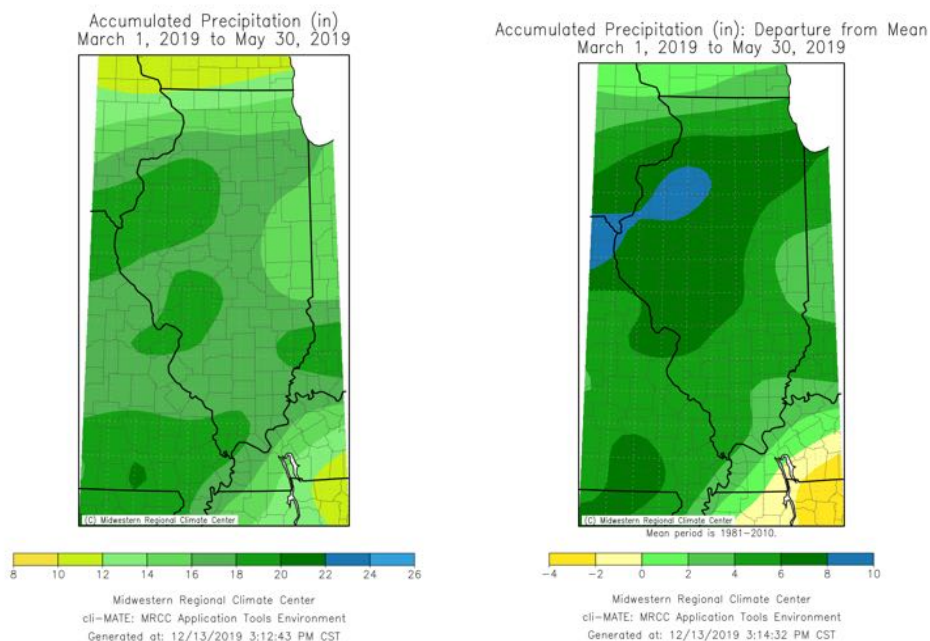 Accumulated Precipitation (in)
March 1, 2019 to May 30, 2019
(C) Midwestern Regional Climate Center
8 10 12 14 16 18 20 22 24 26
Midwestern Regional Climate Center
cli-MATE: MRCC Application Tools Environment
Generated at: 12/13/2019 3:12:43 PM CST
Accumulated Precipitation (in): Departure from Mean
March 1, 2019 to May 30, 2019
(C) Midwestern Regional Climate Center
Mean period is 1981-2010.
-4 -2 0 2 4 6 8 10
Midwestern Regional Climate Center
cli-MATE: MRCC Application Tools Environment
Generated at: 12/13/2019 3:14:32 PM CST